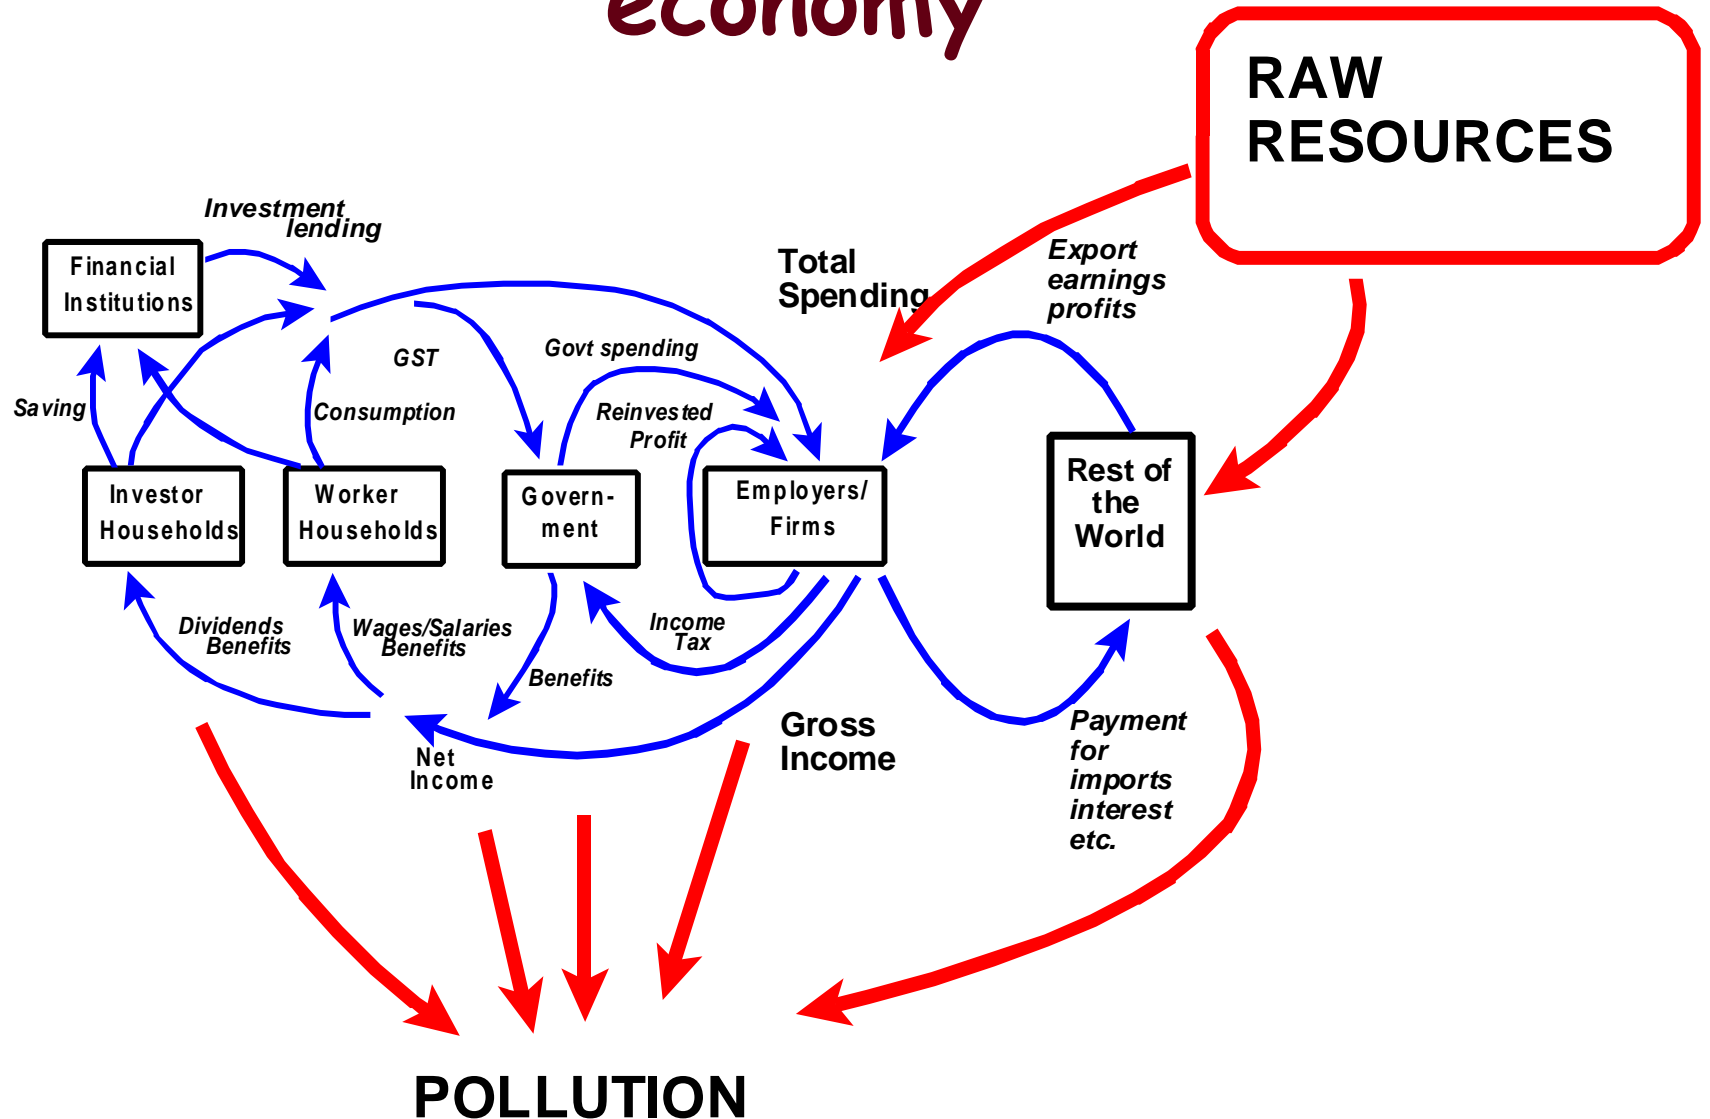 economy
RAW
RESOURCES
Investment
lending
Financial
Institutions
Total
Spending
Export
earnings
profits
GST
Govt spending
Saving
Consumption
Reinvested
Profit
Investor
Households
Worker
Households
Govern-
ment
Employers/
Firms
Rest of
the
World
Dividends
Benefits
Wages/Salaries
Benefits
Income
Tax
Benefits
Net
Income
Gross
Income
Payment
for
imports
interest
etc.
POLLUTION